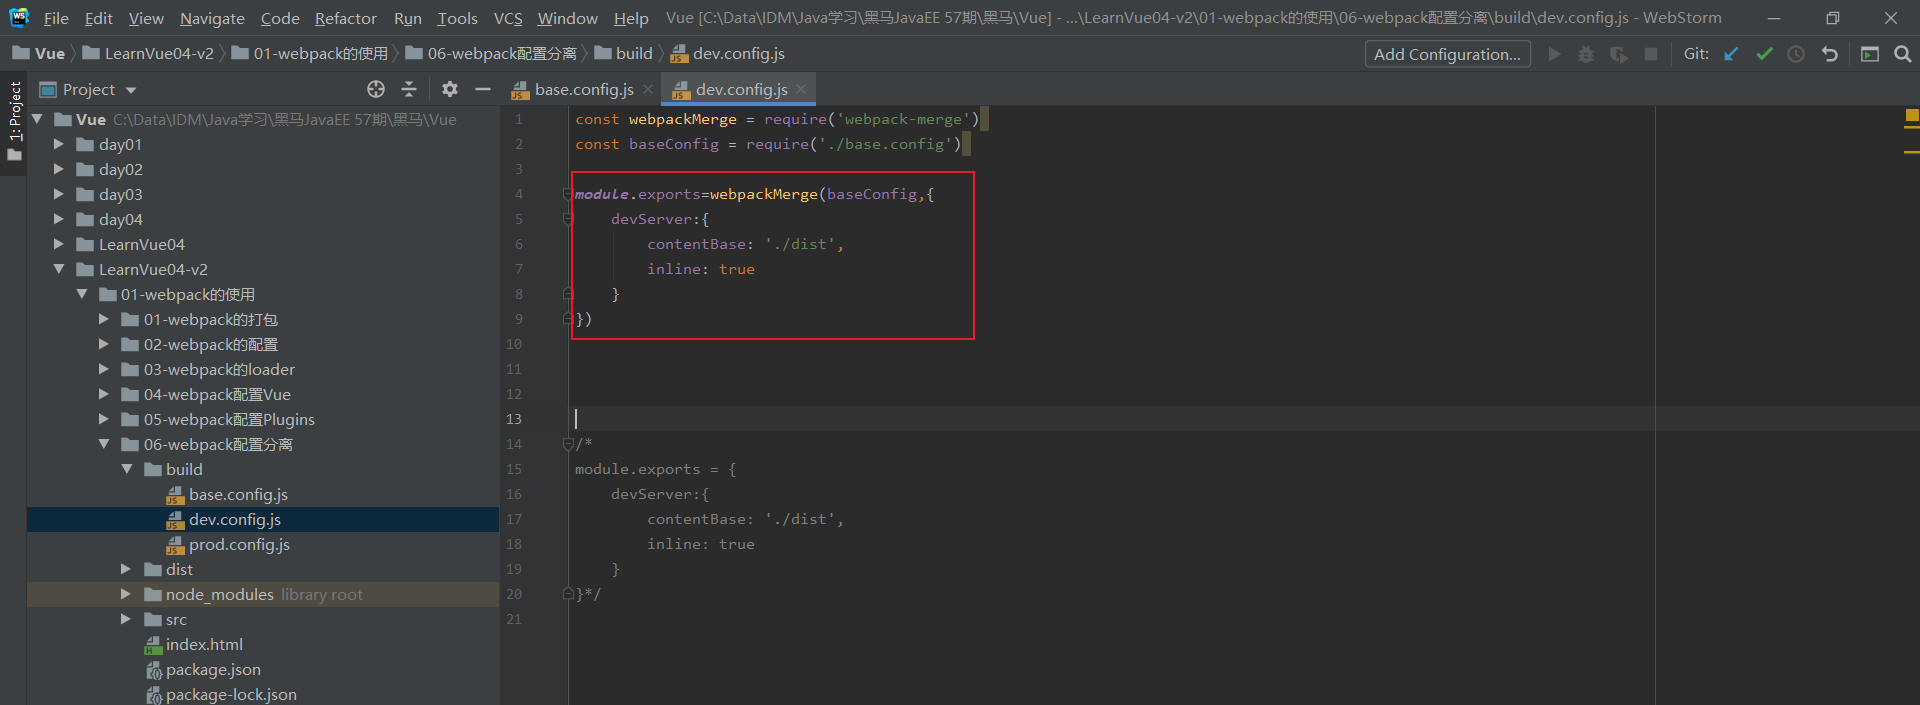 WS File Edit View Navigate Code Refactor Run Tools VCS Window Help Vue [C:\Data\IDM\Java学习\黑马JavaEE 57期\黑马\Vue] - ...\LearnVue04-v2\01-webpack的使用\06-webpack配置分离\build\dev.config.js - WebStorm
Vue LearnVue04-v2 01-webpack的使用 06-webpack配置分离 build dev.config.js Add Configuration... Git:
1: Project
Project
base.config.js dev.config.js
Vue C:\Data\IDM\Java学习\黑马JavaEE 57期\黑马\Vue
day01
day02
day03
day04
LearnVue04
LearnVue04-v2
01-webpack的使用
01-webpack的打包
02-webpack的配置
03-webpack的loader
04-webpack配置Vue
05-webpack配置Plugins
06-webpack配置分离
build
base.config.js
dev.config.js
prod.config.js
dist
node_modules library root
src
index.html
package.json
package-lock.json
1 const webpackMerge = require('webpack-merge')
2 const baseConfig = require('./base.config')
3
4 module.exports=webpackMerge(baseConfig,{
5 devServer:{
6 contentBase: './dist',
7 inline: true
8 }
9 })
10
11
12
13
14 /*
15 module.exports = {
16 devServer:{
17 contentBase: './dist',
18 inline: true
19 }
20 }*/
21